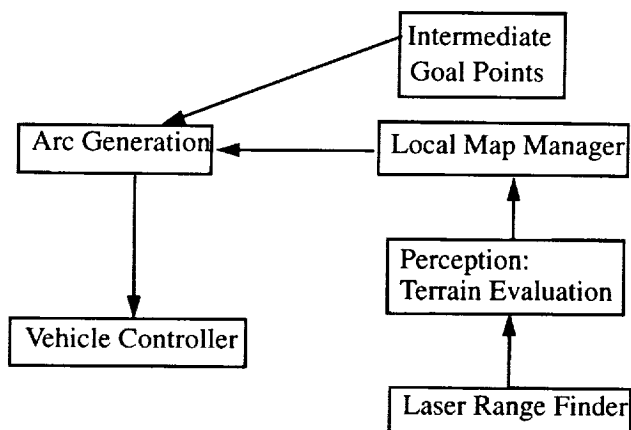 Intermediate
Goal Points
Arc Generation
Local Map Manager
Perception:
Terrain Evaluation
Vehicle Controller
Laser Range Finder